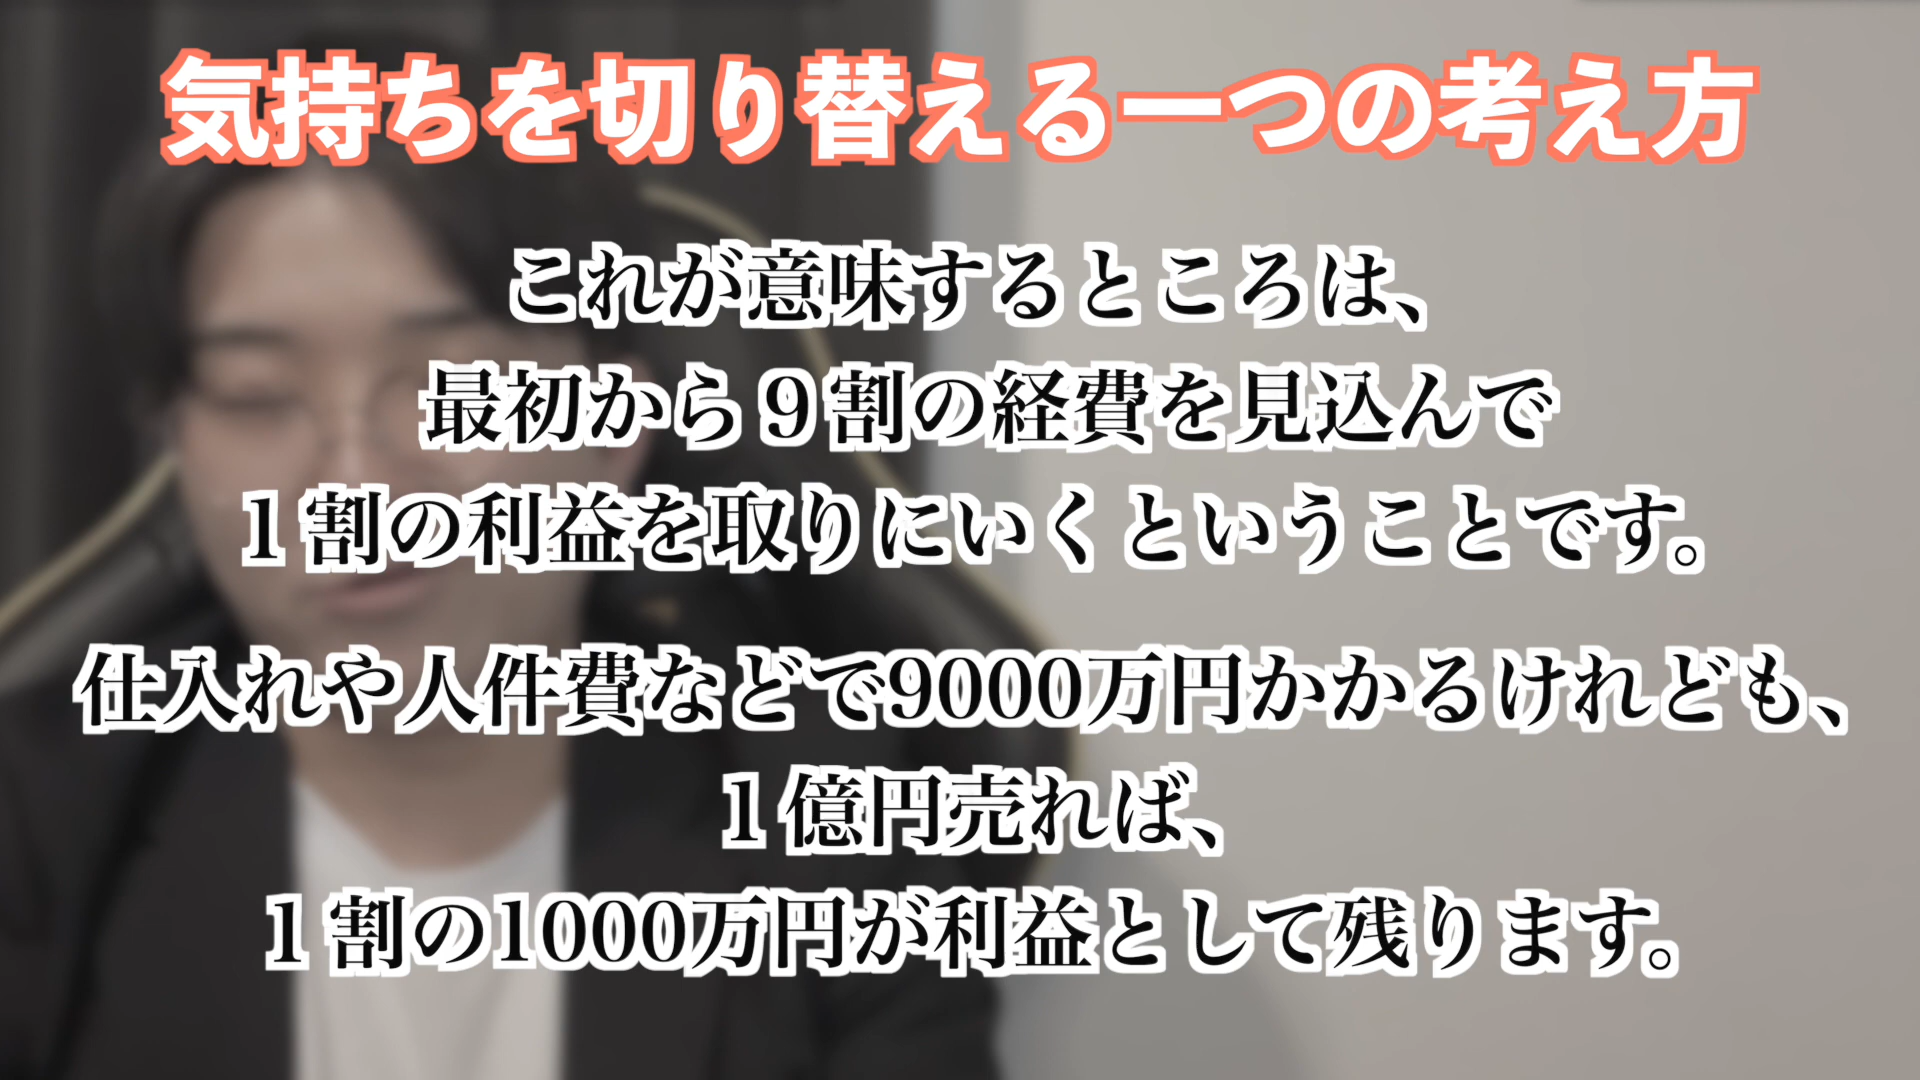 気持ちを切り替える一つの考え方
これが意味するところは、
最初から９割の経費を見込んで
１割の利益を取りにいくということです。
仕入れや人件費などで9000万円かかるけれども、
１億円売れば、
１割の1000万円が利益として残ります。